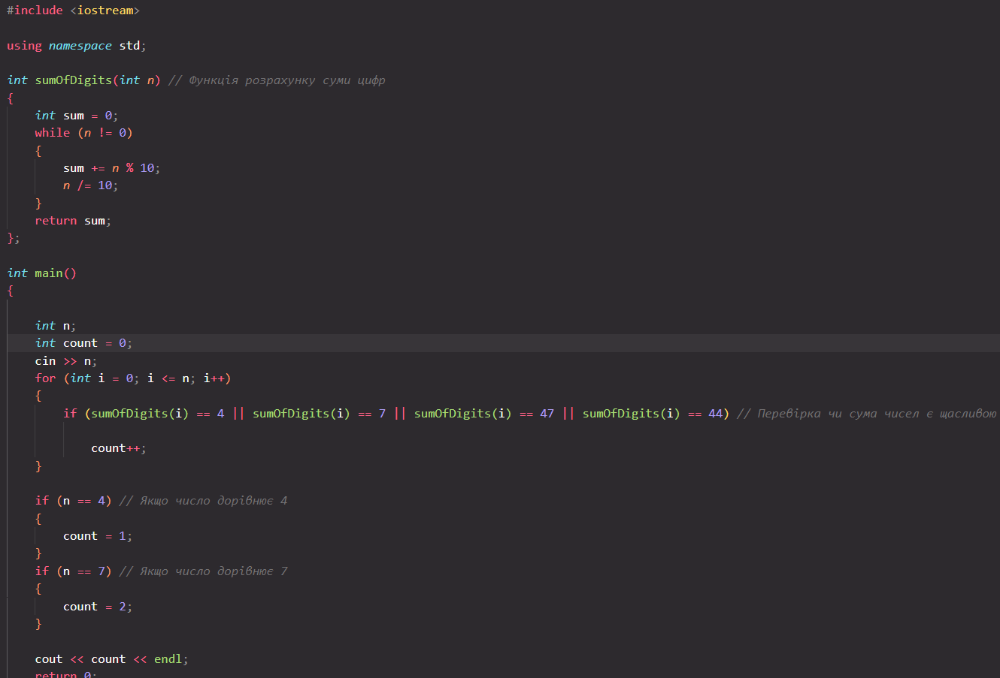 #include <iostream>
using namespace std;
int sumOfDigits(int n) // Функція розрахунку суми цифр
{
    int sum = 0;
    while (n != 0)
    {
        sum += n % 10;
        n /= 10;
    }
    return sum;
};
int main()
{
    int n;
    int count = 0;
    cin >> n;
    for (int i = 0; i <= n; i++)
    {
        if (sumOfDigits(i) == 4 || sumOfDigits(i) == 7 || sumOfDigits(i) == 47 || sumOfDigits(i) == 44) // Перевірка чи сума чисел є щасливою
            count++;
    }
    if (n == 4) // Якщо число дорівнює 4
    {
        count = 1;
    }
    if (n == 7) // Якщо число дорівнює 7
    {
        count = 2;
    }
    cout << count << endl;
    return 0;